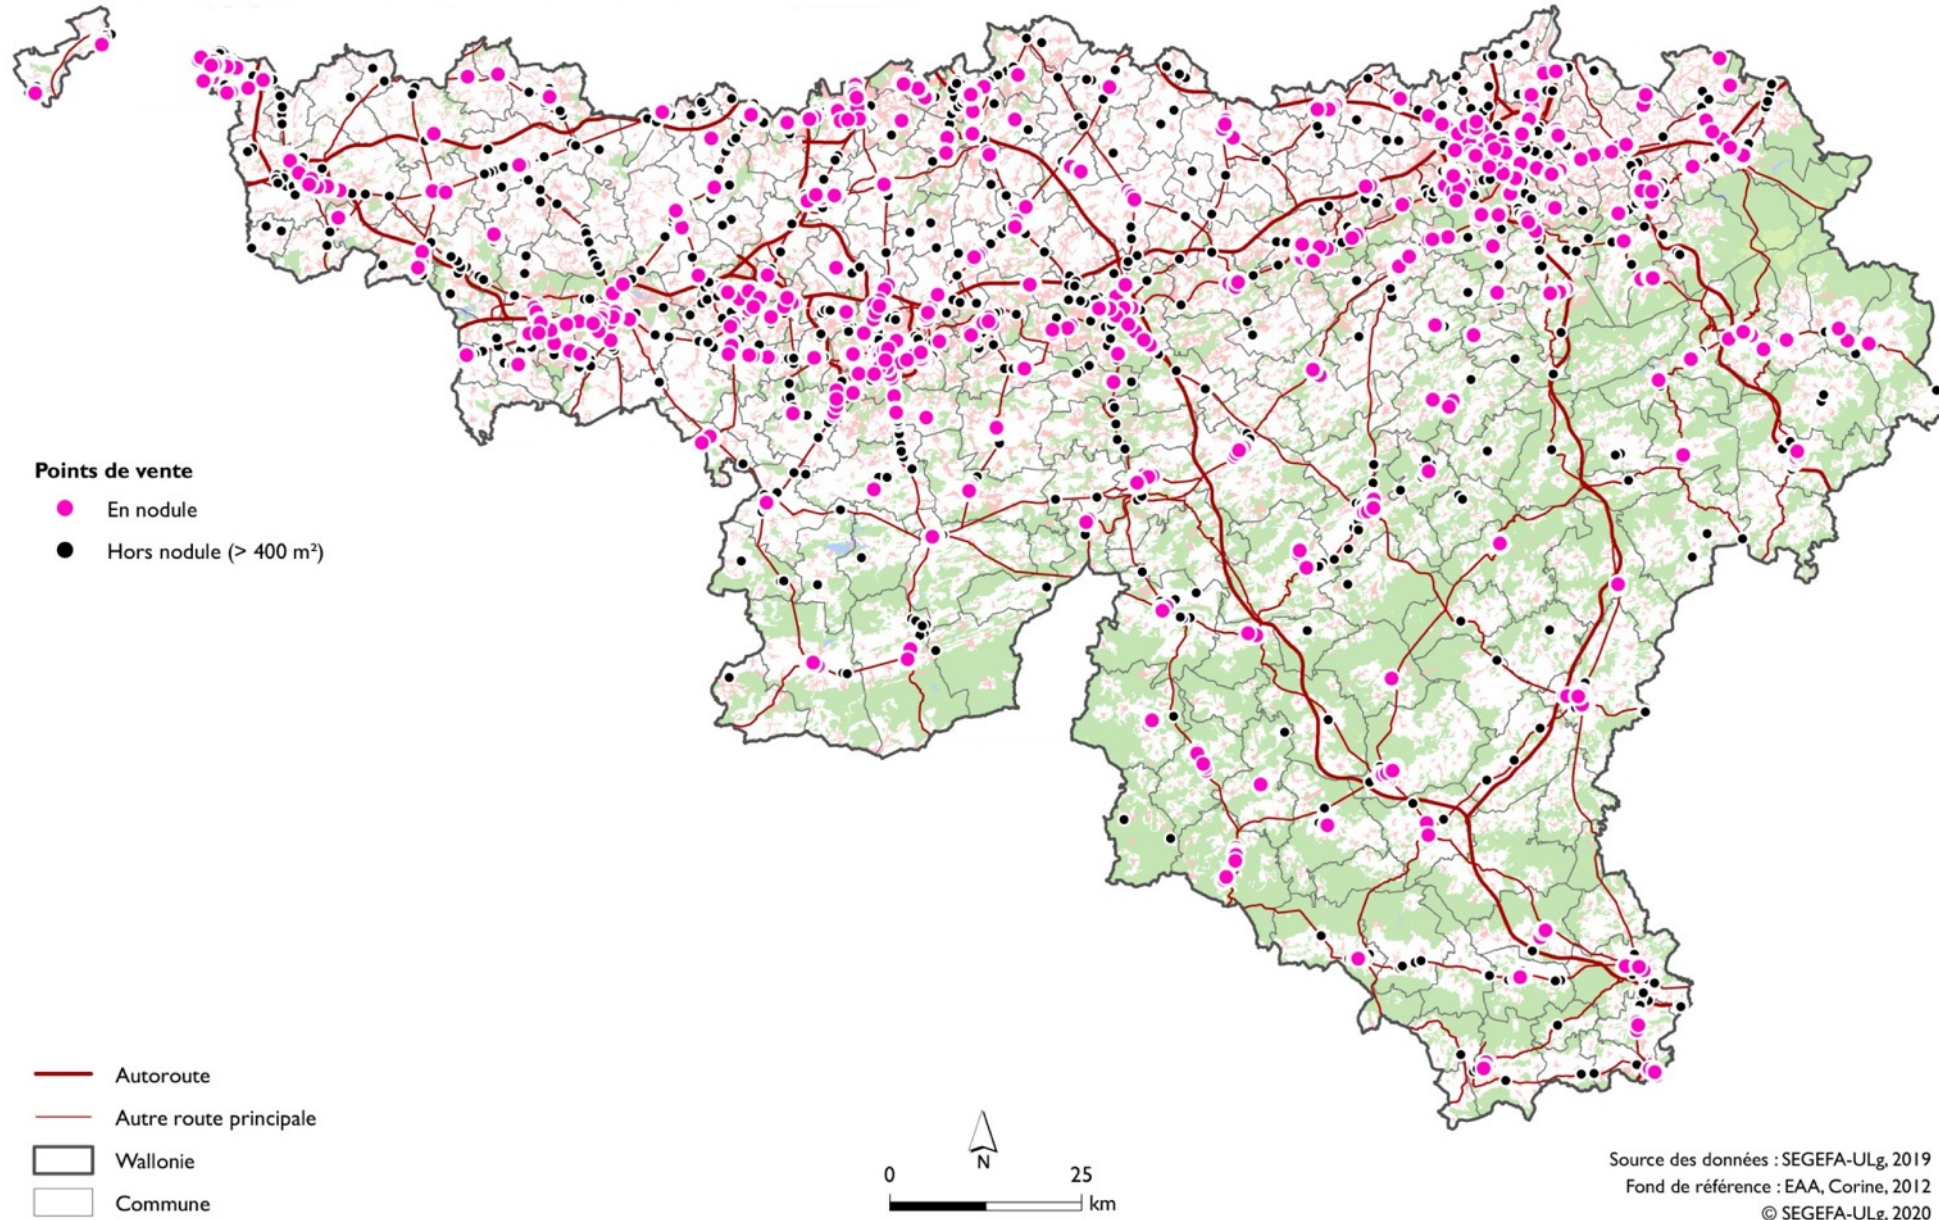 Points de vente
En nodule
Hors nodule (> 400 m²)
Autoroute
Autre route principale
Wallonie
Commune
N
0 25
km
Source des données : SEGEFA-ULg, 2019
Fond de référence : EAA, Corine, 2012
© SEGEFA-ULg, 2020